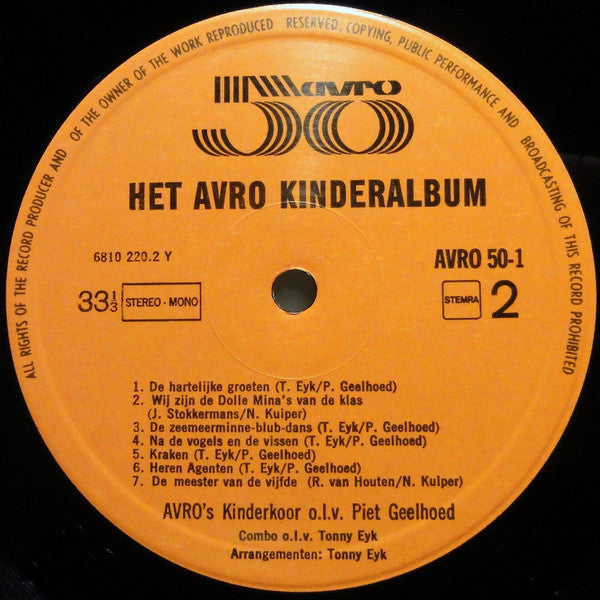 ALL RIGHTS OF THE RECORD PRODUCER AND OF THE OWNER OF THE WORK REPRODUCED RESERVED, COPYING, PUBLIC PERFORMANCE AND BROADCASTING OF THIS RECORD PROHIBITED
avro
50
HET AVRO KINDERALBUM
6810 220.2 Y
AVRO 50-1
33⅓ STEREO - MONO
STEMRA 2
1. De hartelijke groeten (T. Eyk/P. Geelhoed)
2. Wij zijn de Dolle Mina's van de klas
(J. Stokkermans/N. Kuiper)
3. De zeemeerminne-blub-dans (T. Eyk/P. Geelhoed)
4. Na de vogels en de vissen (T. Eyk/P. Geelhoed)
5. Kraken (T. Eyk/P. Geelhoed)
6. Heren Agenten (T. Eyk/P. Geelhoed)
7. De meester van de vijfde (R. van Houten/N. Kuiper)
AVRO's Kinderkoor o.l.v. Piet Geelhoed
Combo o.l.v. Tonny Eyk
Arrangementen: Tonny Eyk